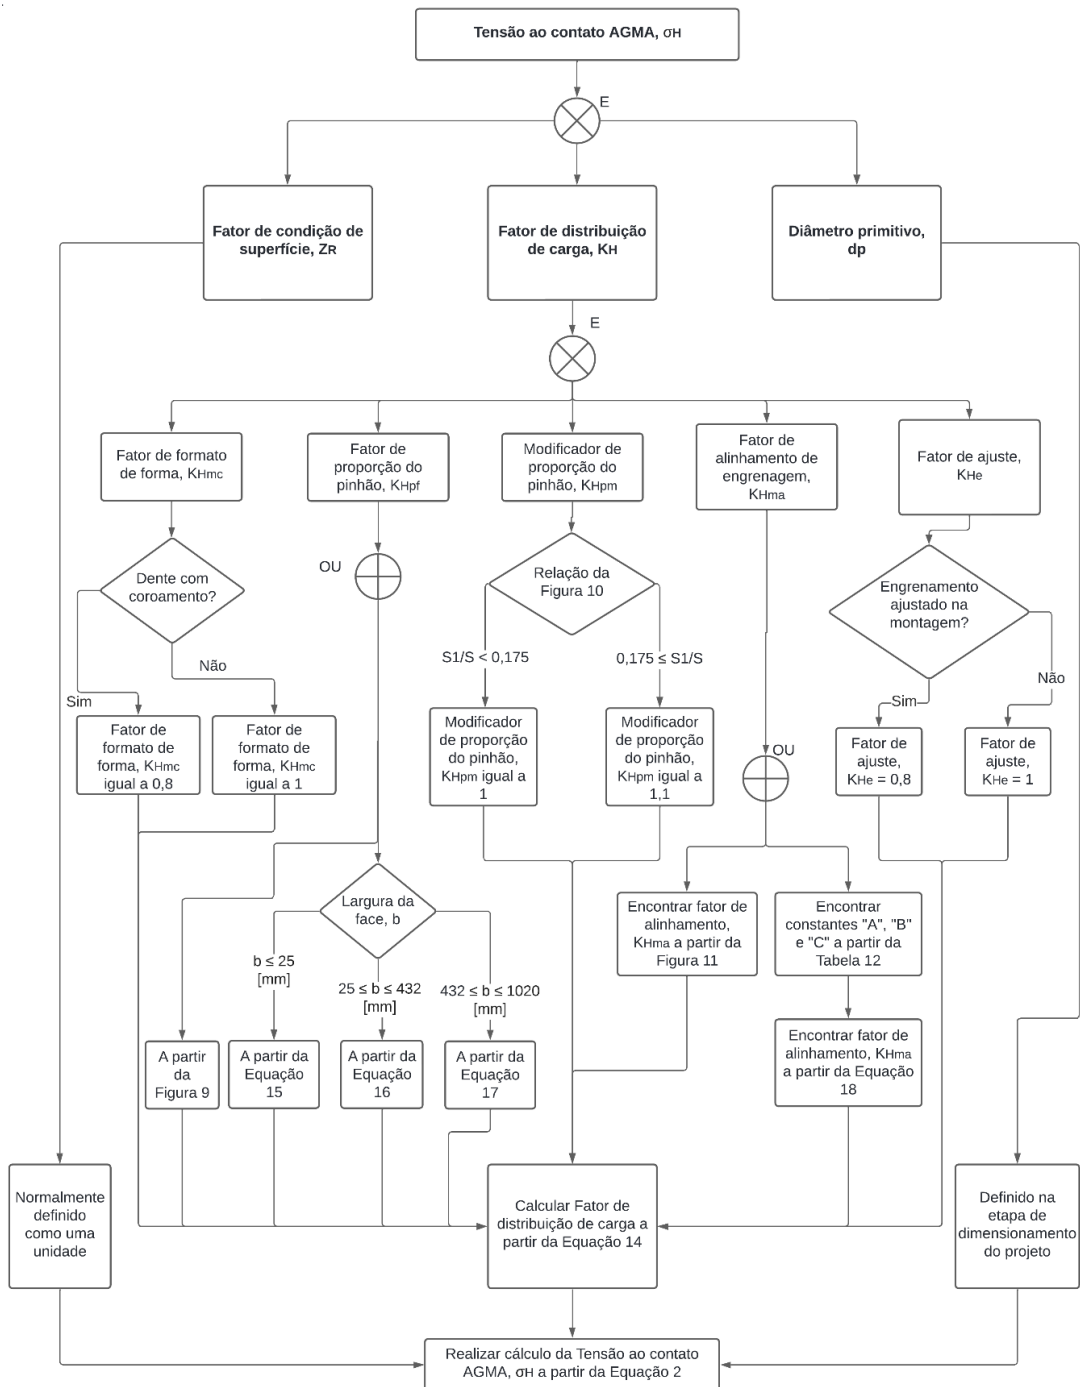 Tensão ao contato AGMA, σH
E
Fator de condição de
superfície, ZR
Fator de distribuição
de carga, KH
Diâmetro primitivo,
dp
E
Fator de formato
de forma, KHmc
Fator de
proporção do
pinhão, KHpf
Modificador de
proporção do
pinhão, KHpm
Fator de
alinhamento de
engrenagem,
KHma
Fator de ajuste,
KHe
Dente com
coroamento?
OU
Relação da
Figura 10
Engrenamento
ajustado na
montagem?
S1/S < 0,175
0,175 ≤ S1/S
Não
Sim
Sim
Não
Fator de
formato de
forma, KHmc
igual a 0,8
Fator de
formato de
forma, KHmc
igual a 1
Modificador
de proporção
do pinhão,
KHpm igual a
1
Modificador
de proporção
do pinhão,
KHpm igual a
1,1
OU
Fator de
ajuste,
KHe = 0,8
Fator de
ajuste,
KHe = 1
Largura da
face, b
Encontrar fator de
alinhamento,
KHma a partir da
Figura 11
Encontrar
constantes "A", "B"
e "C" a partir da
Tabela 12
b ≤ 25
[mm]
25 ≤ b ≤ 432
[mm]
432 ≤ b ≤ 1020
[mm]
A partir
da
Figura 9
A partir da
Equação
15
A partir da
Equação
16
A partir da
Equação
17
Encontrar fator de
alinhamento, KHma
a partir da Equação
18
Normalmente
definido
como uma
unidade
Calcular Fator de
distribuição de carga a
partir da Equação 14
Definido na
etapa de
dimensionamento
do projeto
Realizar cálculo da Tensão ao contato
AGMA, σH a partir da Equação 2